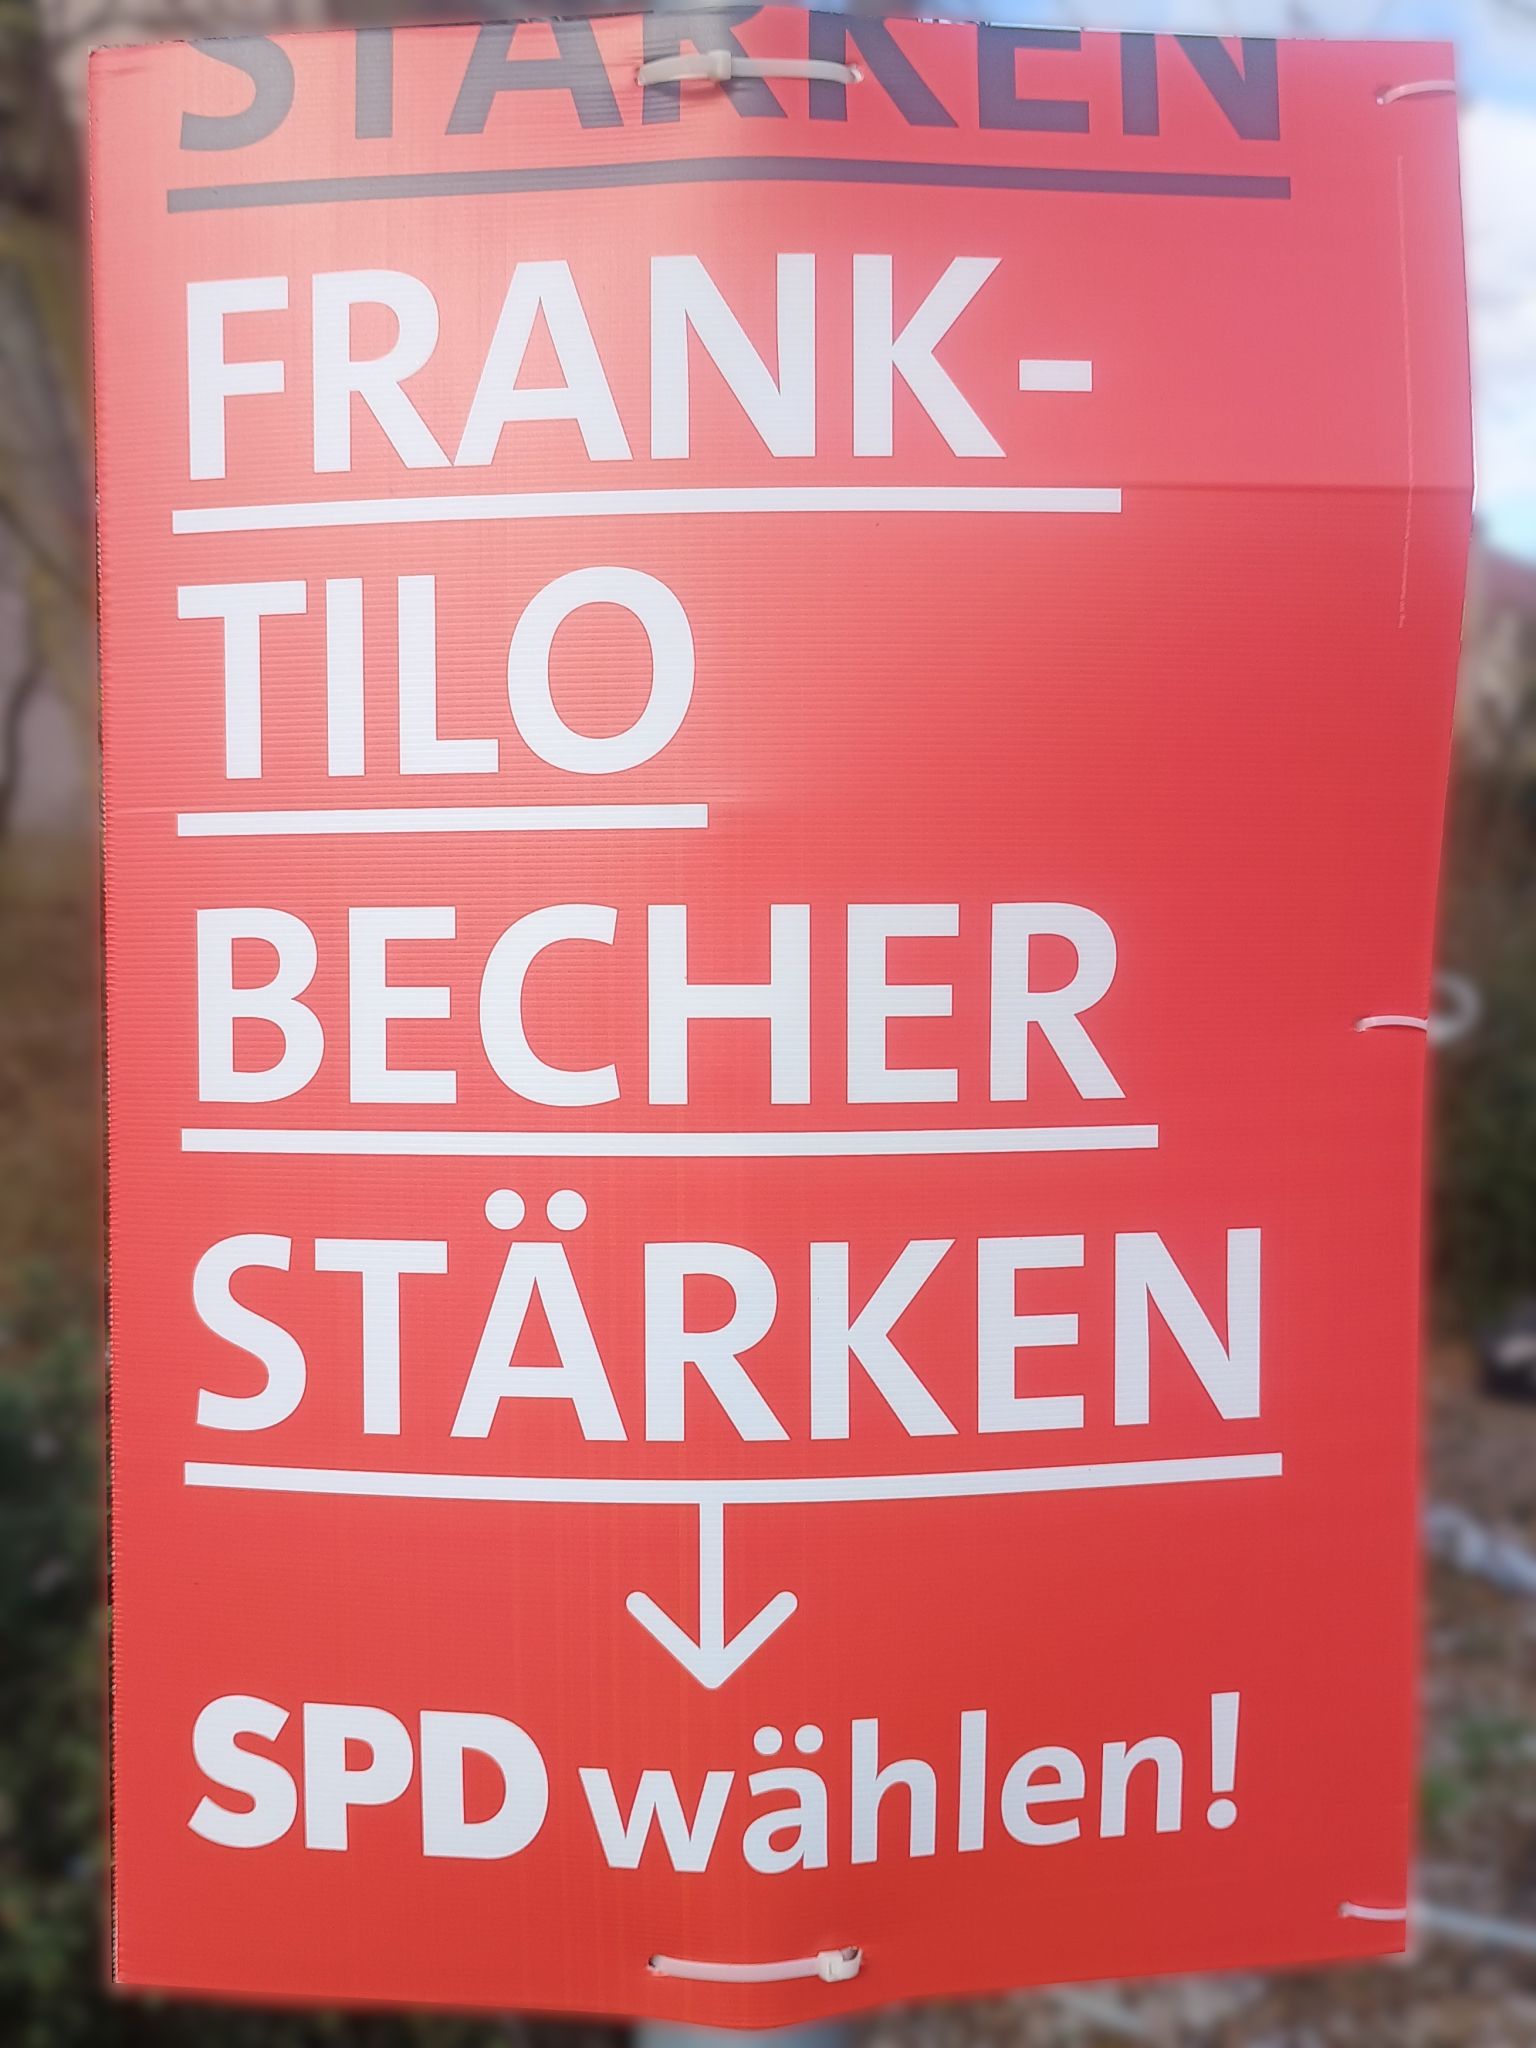 STÄRKEN
FRANK-
TILO
BECHER
STÄRKEN
SPD wählen!